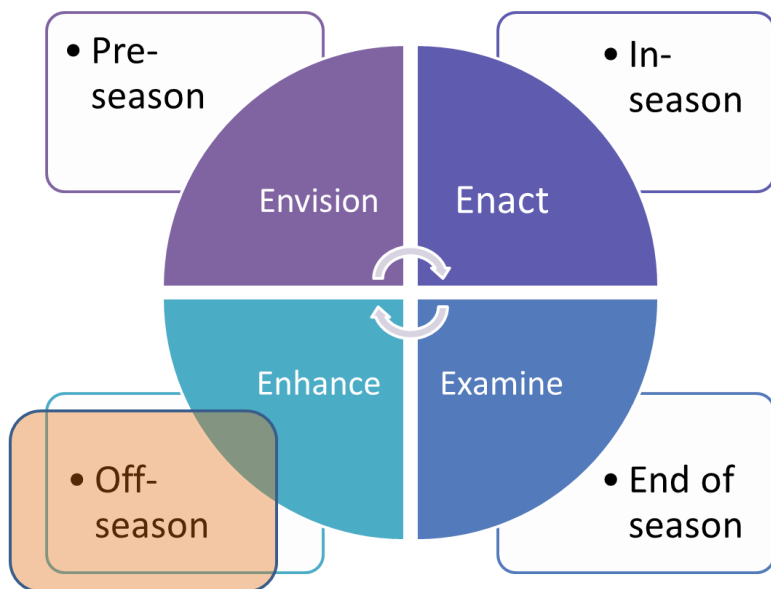 • Pre-
season
• In-
season
Envision
Enact
Enhance
Examine
• Off-
season
• End of
season